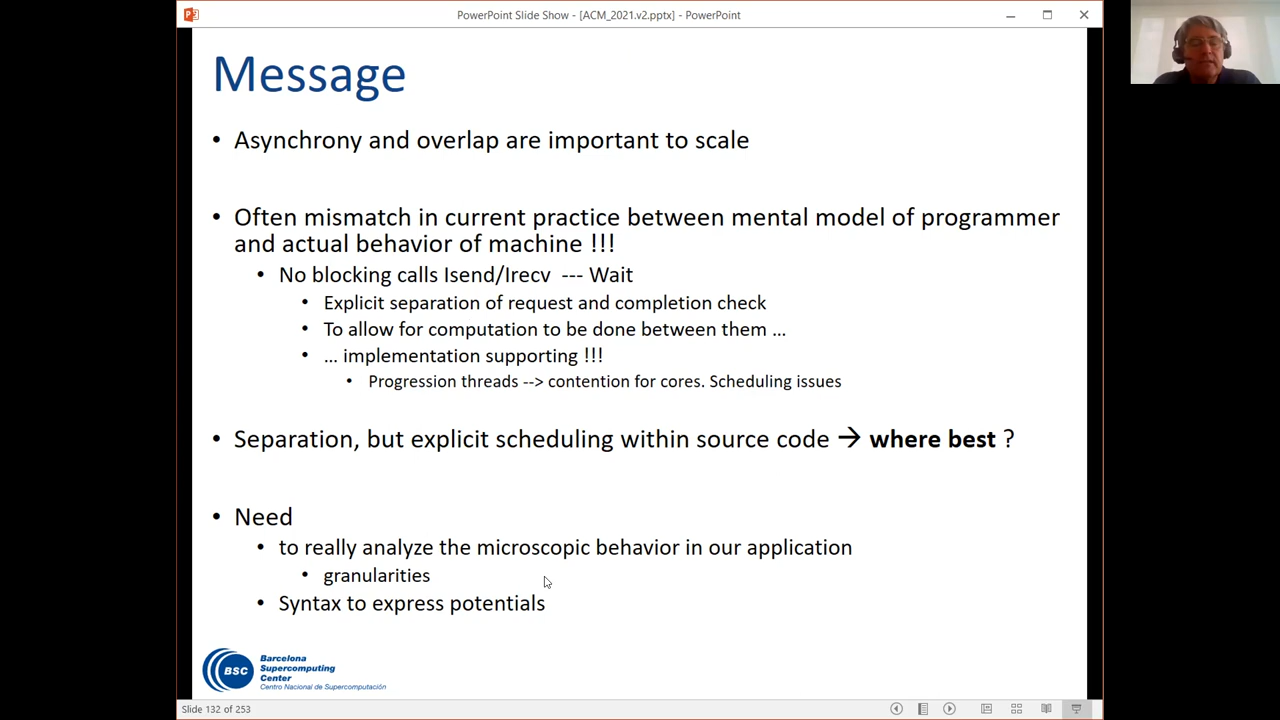 PowerPoint Slide Show - [ACM_2021.v2.pptx] - PowerPoint
Message
• Asynchrony and overlap are important to scale
• Often mismatch in current practice between mental model of programmer
and actual behavior of machine !!!
• No blocking calls Isend/Irecv --- Wait
• Explicit separation of request and completion check
• To allow for computation to be done between them ...
• ... implementation supporting !!!
• Progression threads --> contention for cores. Scheduling issues
• Separation, but explicit scheduling within source code → where best ?
• Need
• to really analyze the microscopic behavior in our application
• granularities
• Syntax to express potentials
BSC
Barcelona
Supercomputing
Center
Centro Nacional de Supercomputación
Slide 132 of 253